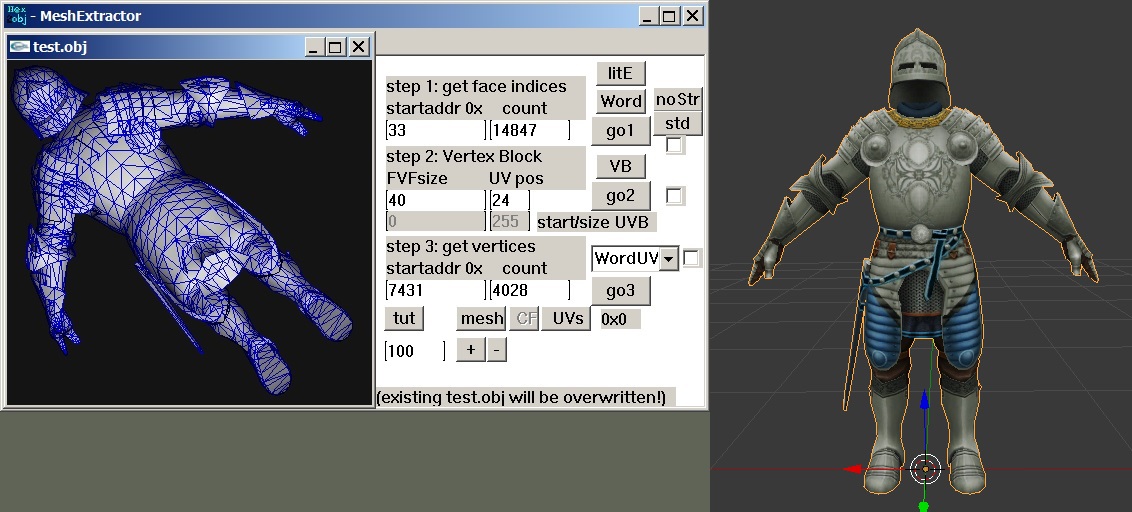 Hex obj - MeshExtractor
test.obj
step 1: get face indices
litE
startaddr 0x count
Word
noStr
33
14847
go1
std
step 2: Vertex Block
VB
FVFsize UV pos
40
24
go2
0
255
start/size UVB
step 3: get vertices
startaddr 0x count
WordUV
7431
4028
go3
tut
mesh
CF
UVs
0x0
100
+
-
(existing test.obj will be overwritten!)